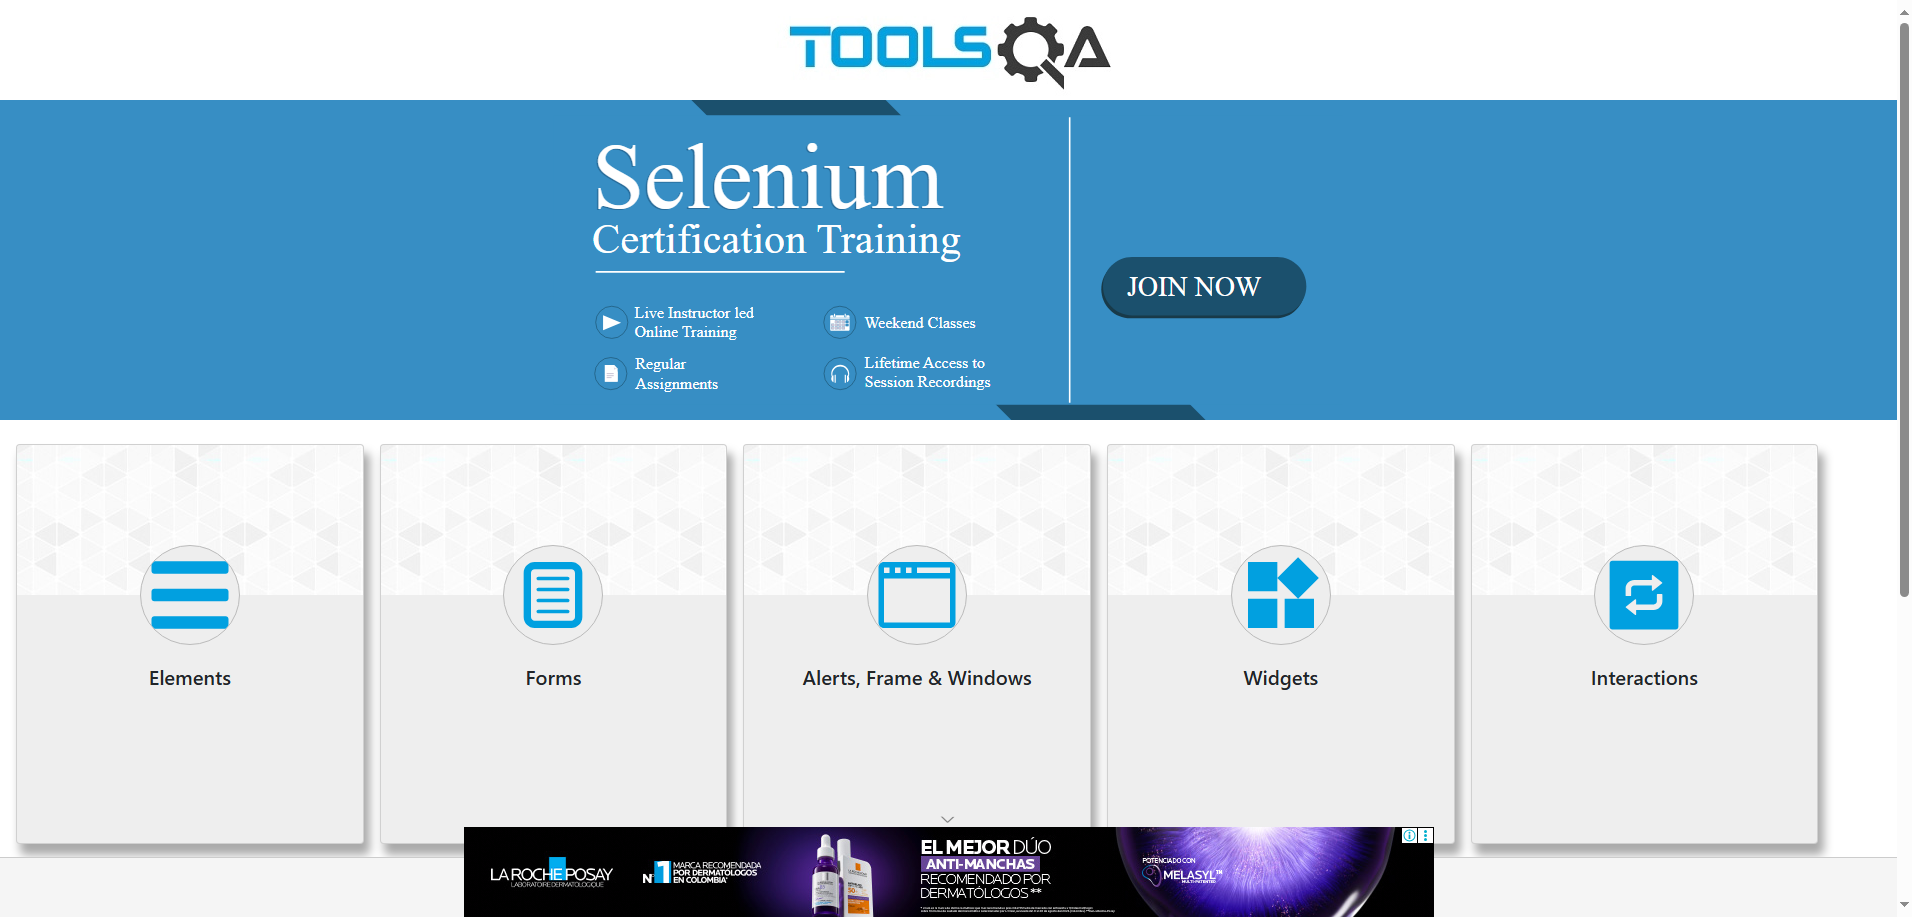 TOOLSQA
Selenium
Certification Training
JOIN NOW
Live Instructor led
Online Training
Weekend Classes
Regular
Assignments
Lifetime Access to
Session Recordings
Elements
Forms
Alerts, Frame & Windows
Widgets
Interactions
LA ROCHE POSAY
LABORATOIRE DERMATOLOGIQUE
N°1 MARCA RECOMENDADA
POR DERMATÓLOGOS
EN COLOMBIA*
EL MEJOR DÚO
ANTI-MANCHAS
RECOMENDADO POR
DERMATÓLOGOS **
POTENCIADO CON
MELASYL™
MULTI-PATENTED